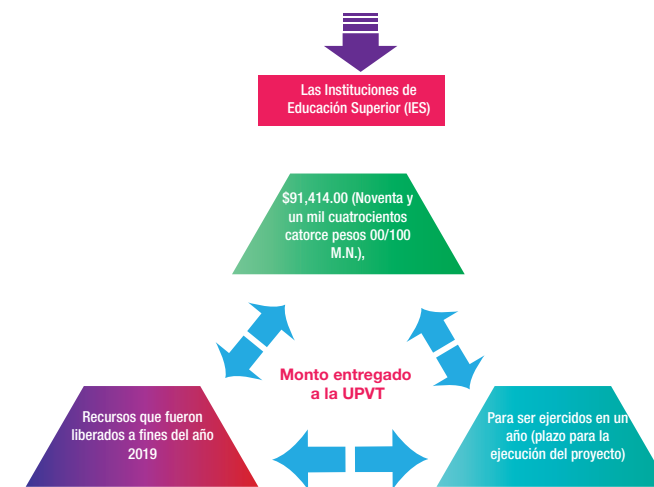 Las Instituciones de
Educación Superior (IES)
$91,414.00 (Noventa y
un mil cuatrocientos
catorce pesos 00/100
M.N.),
Monto entregado
a la UPVT
Recursos que fueron
liberados a fines del año
2019
Para ser ejercidos en un
año (plazo para la
ejecución del proyecto)